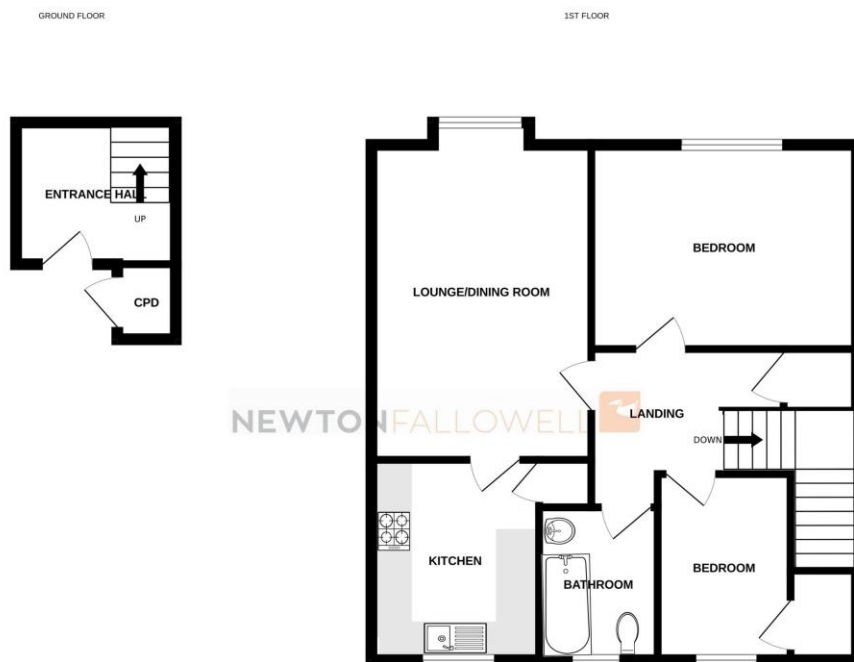 GROUND FLOOR
1ST FLOOR
ENTRANCE HALL
UP
CPD
BEDROOM
LOUNGE/DINING ROOM
NEWTONFALLOWELL
LANDING
DOWN
KITCHEN
BATHROOM
BEDROOM